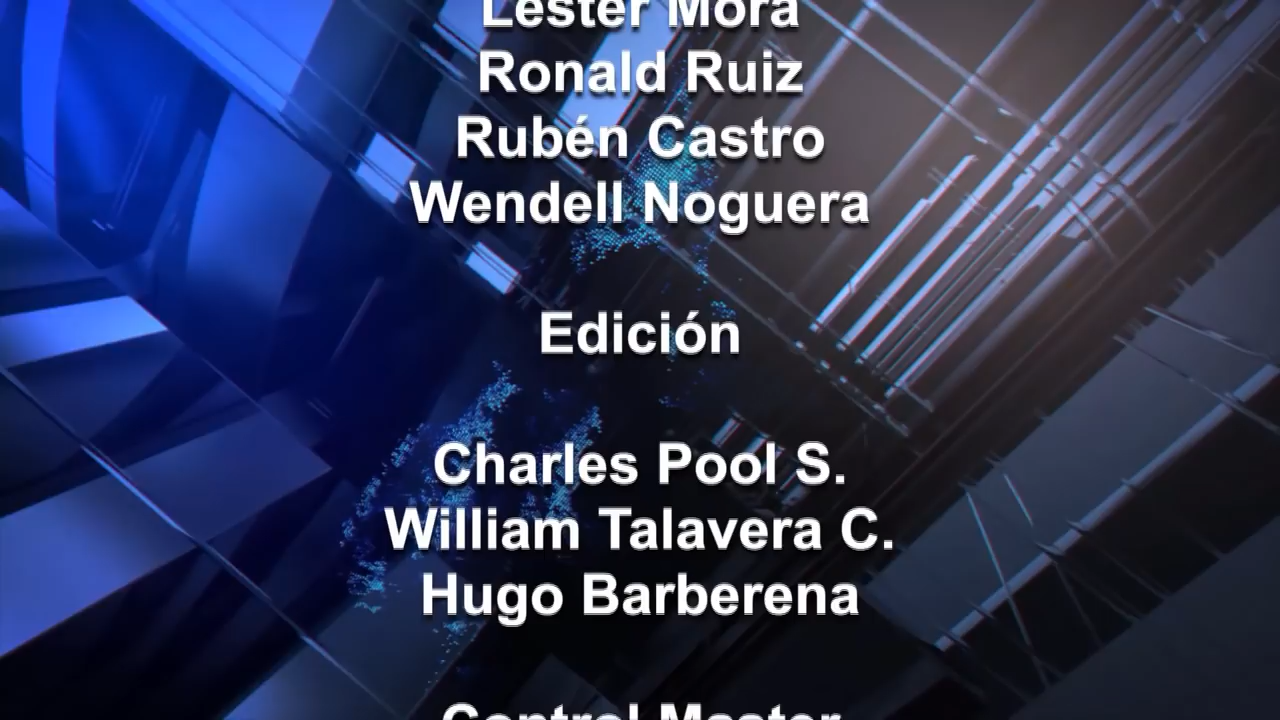 Lester Mora
Ronald Ruiz
Rubén Castro
Wendell Noguera
Edición
Charles Pool S.
William Talavera C.
Hugo Barberena
Control Master